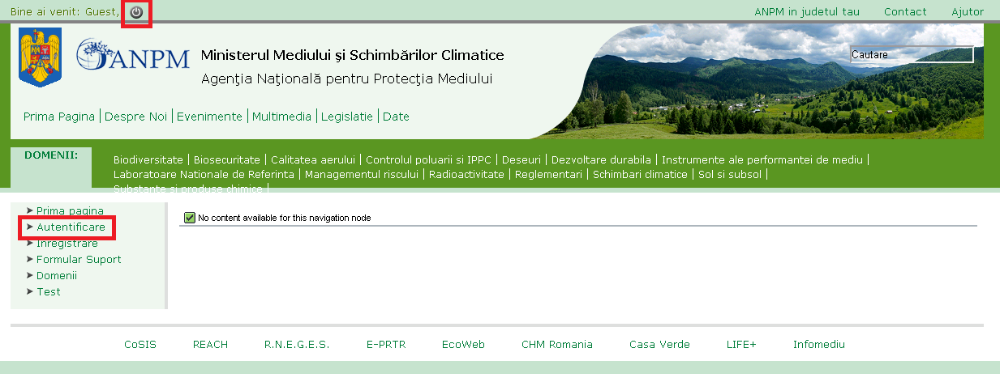 Bine ai venit: Guest,
ANPM in judetul tau Contact Ajutor
ANPM
Ministerul Mediului şi Schimbărilor Climatice
Agenţia Naţională pentru Protecţia Mediului
Cautare
Prima Pagina | Despre Noi | Evenimente | Multimedia | Legislatie | Date
DOMENII:
Biodiversitate | Biosecuritate | Calitatea aerului | Controlul poluarii si IPPC | Deseuri | Dezvoltare durabila | Instrumente ale performantei de mediu |
Laboratoare Nationale de Referinta | Managementul riscului | Radioactivitate | Reglementari | Schimbari climatice | Sol si subsol |
Substante si produse chimice |
Prima pagina
Autentificare
Inregistrare
Formular Suport
Domenii
Test
No content available for this navigation node
CoSIS REACH R.N.E.G.E.S. E-PRTR EcoWeb CHM Romania Casa Verde LIFE+ Infomediu